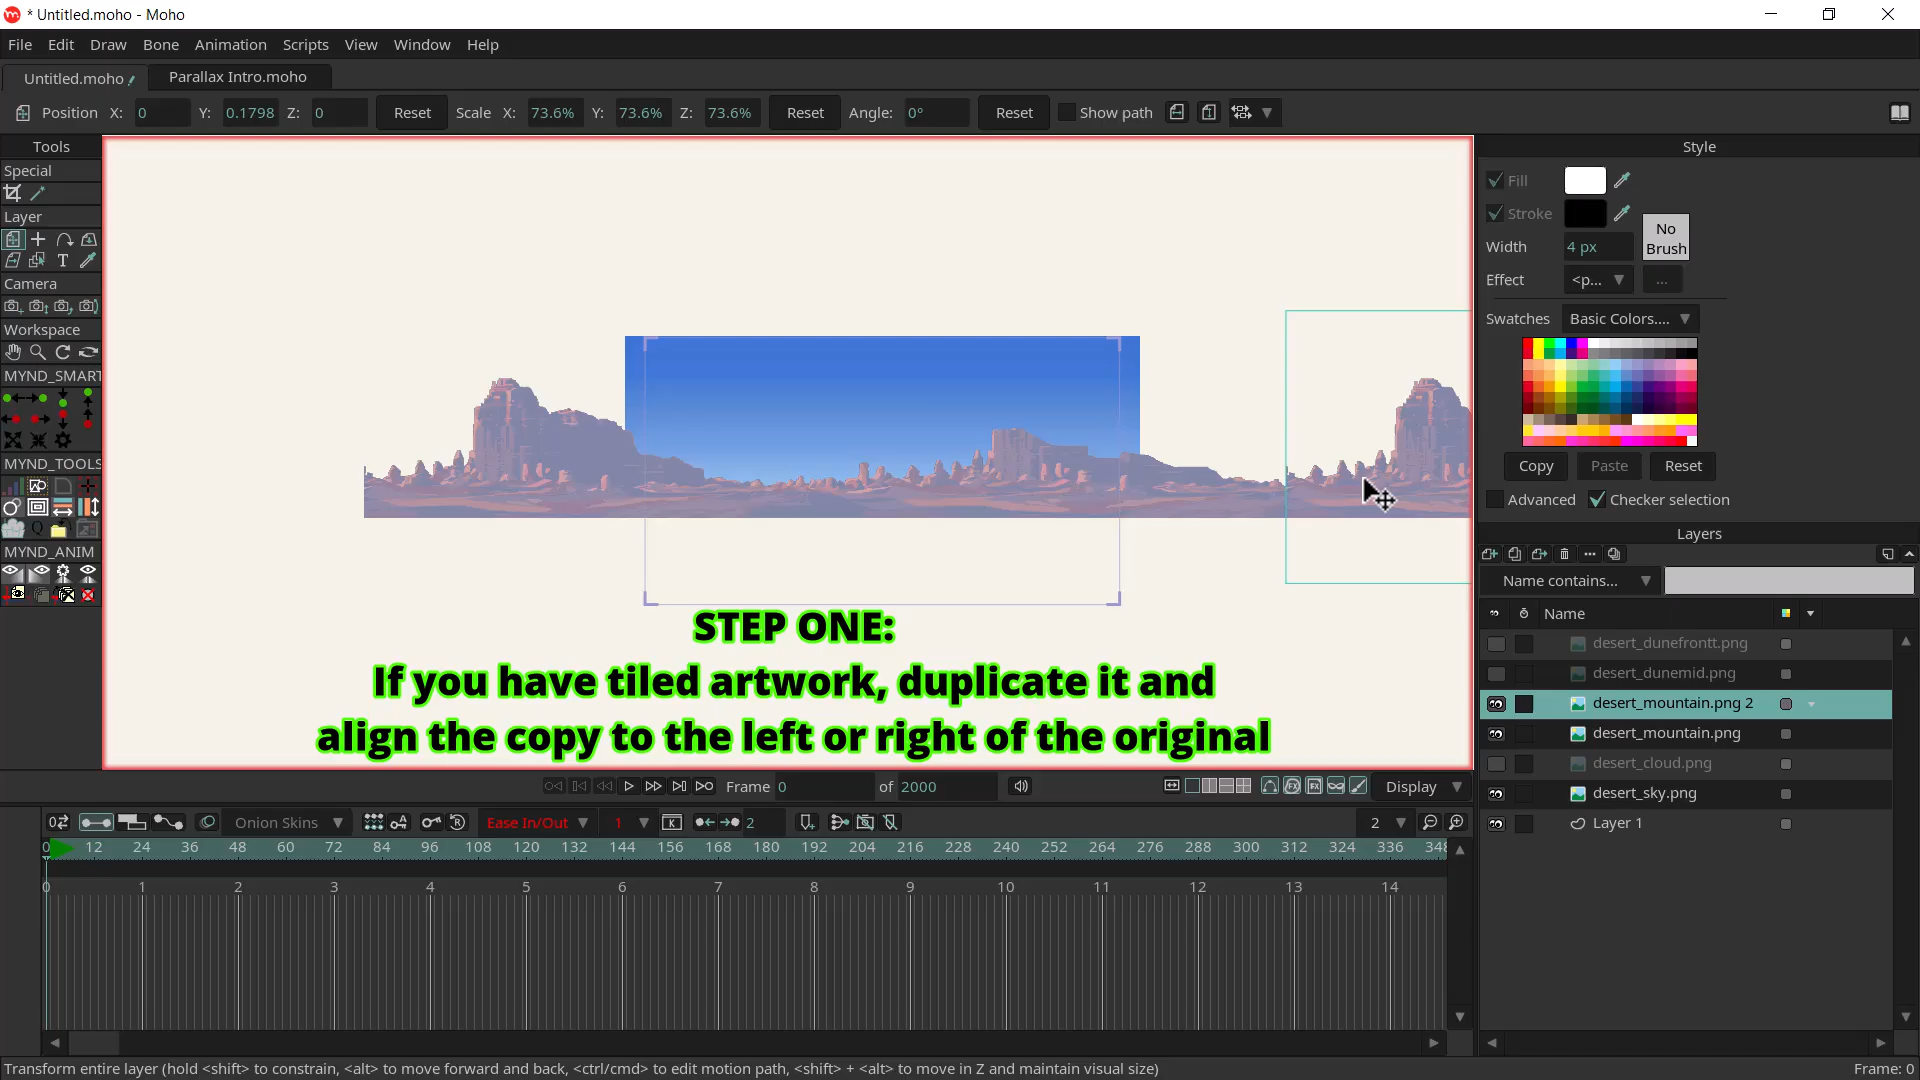 * Untitled.moho - Moho
File Edit Draw Bone Animation Scripts View Window Help
Untitled.moho Parallax Intro.moho
Position X: 0 Y: 0.1798 Z: 0 Reset Scale X: 73.6% Y: 73.6% Z: 73.6% Reset Angle: 0° Reset Show path
Tools
Special
Layer
T
Camera
Workspace
MYND_SMART
MYND_TOOLS
Q
MYND_ANIM
STEP ONE:
If you have tiled artwork, duplicate it and
align the copy to the left or right of the original
Style
Fill
Stroke
No
Brush
Width 4 px
Effect <p... ...
Swatches Basic Colors....
Copy Paste Reset
Advanced Checker selection
Layers
Name contains...
Name
desert_dunefrontt.png
desert_dunemid.png
desert_mountain.png 2
desert_mountain.png
desert_cloud.png
desert_sky.png
Layer 1
Frame 0 of 2000 Display
Onion Skins Ease In/Out 1 K 2 2
0 12 24 36 48 60 72 84 96 108 120 132 144 156 168 180 192 204 216 228 240 252 264 276 288 300 312 324 336 348
0 1 2 3 4 5 6 7 8 9 10 11 12 13 14
Transform entire layer (hold <shift> to constrain, <alt> to move forward and back, <ctrl/cmd> to edit motion path, <shift> + <alt> to move in Z and maintain visual size) Frame: 0